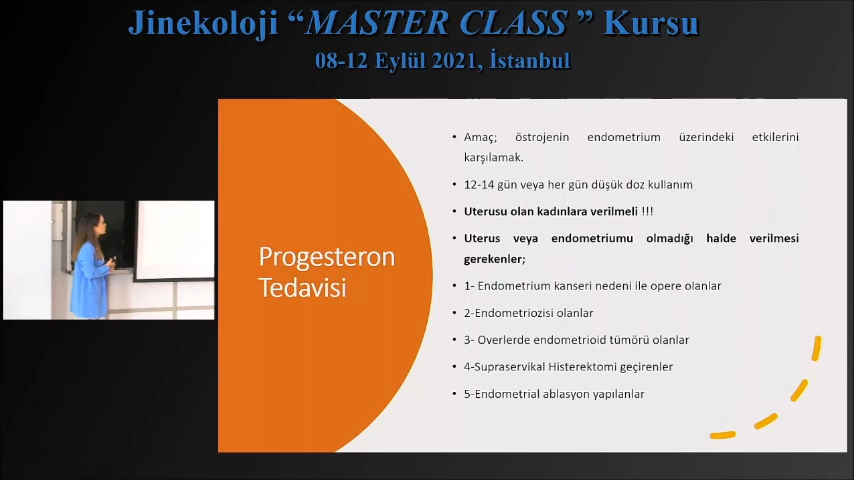 Jinekoloji “MASTER CLASS ” Kursu
08-12 Eylül 2021, İstanbul
Progesteron
Tedavisi
• Amaç; östrojenin endometrium üzerindeki etkilerini
karşılamak.
• 12-14 gün veya her gün düşük doz kullanım
• Uterusu olan kadınlara verilmeli !!!
• Uterus veya endometriumu olmadığı halde verilmesi
gerekenler;
• 1- Endometrium kanseri nedeni ile opere olanlar
• 2-Endometriozisi olanlar
• 3- Overlerde endometrioid tümörü olanlar
• 4-Supraservikal Histerektomi geçirenler
• 5-Endometrial ablasyon yapılanlar